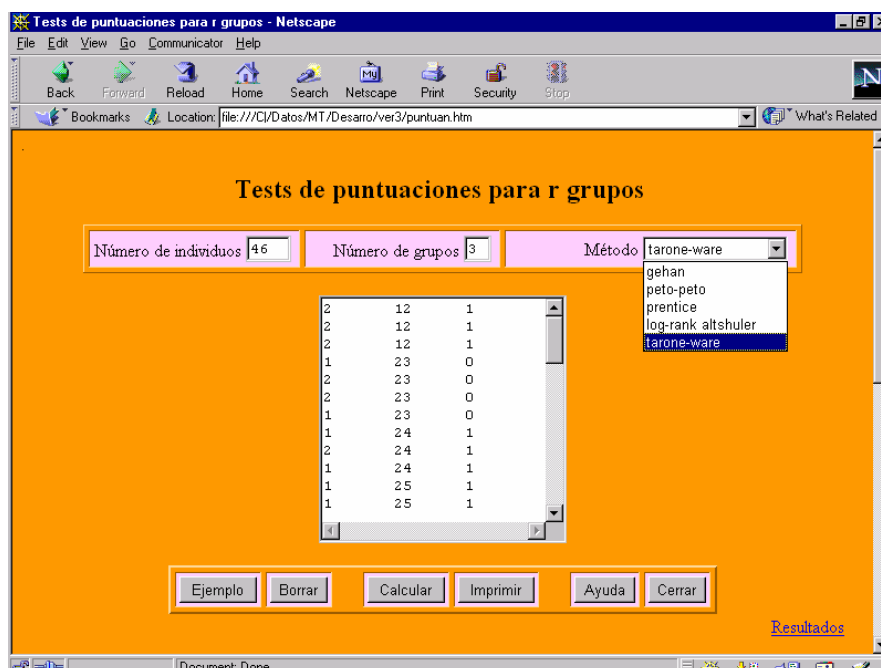 Tests de puntuaciones para r grupos - Netscape
File Edit View Go Communicator Help
Back Forward Reload Home Search Netscape Print Security Stop
My
N
Bookmarks Location: file:///C|/Datos/MT/Desarro/ver3/puntuan.htm What's Related
Tests de puntuaciones para r grupos
Número de individuos 46 Número de grupos 3 Método tarone-ware
gehan
peto-peto
prentice
log-rank altshuler
tarone-ware
2 12 1
2 12 1
2 12 1
1 23 0
2 23 0
2 23 0
1 23 0
1 24 1
2 24 1
1 24 1
1 25 1
1 25 1
Ejemplo Borrar Calcular Imprimir Ayuda Cerrar
Resultados
Document: Done